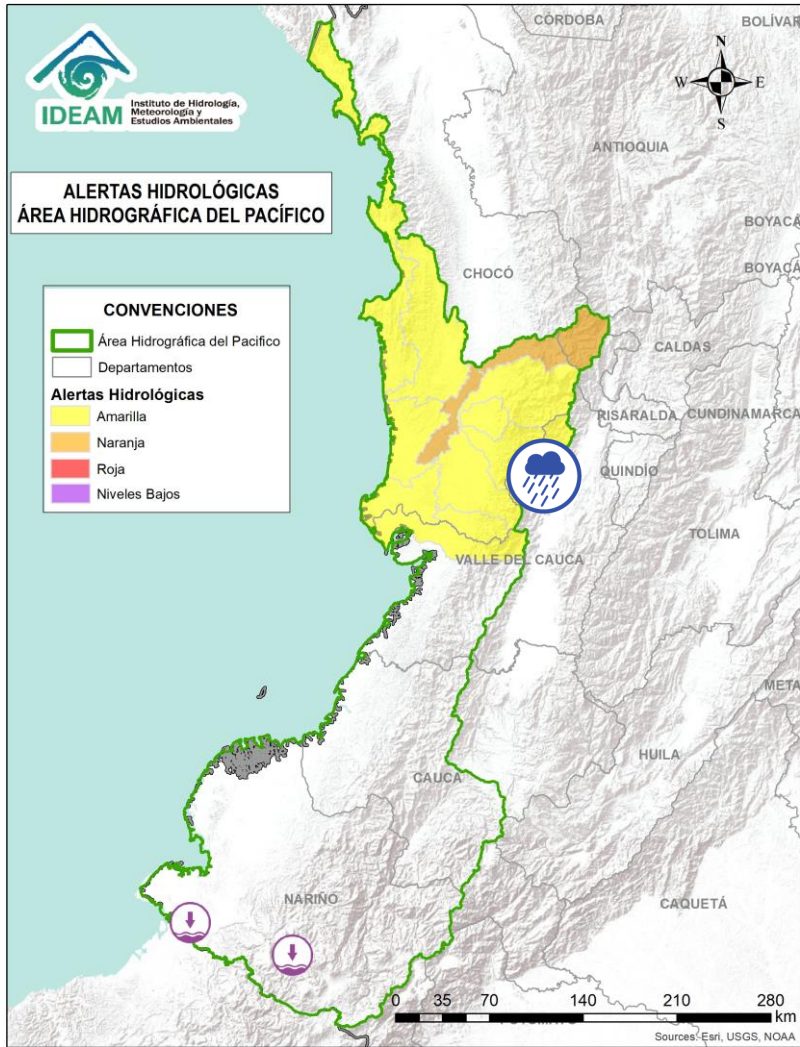 CÓRDOBA
BOLÍVAR
N
W E
S
IDEAM
Instituto de Hidrología,
Meteorología y
Estudios Ambientales
ANTIOQUIA
ALERTAS HIDROLÓGICAS
ÁREA HIDROGRÁFICA DEL PACÍFICO
BOYACÁ
BOYACÁ
CHOCÓ
CONVENCIONES
Área Hidrográfica del Pacifico
Departamentos
Alertas Hidrológicas
Amarilla
Naranja
Roja
Niveles Bajos
CALDAS
RISARALDA
CUNDINAMARCA
QUINDÍO
TOLIMA
VALLE DEL CAUCA
META
HUILA
CAUCA
NARIÑO
CAQUETÁ
0 35 70 140 210 280
km
Sources: Esri, USGS, NOAA